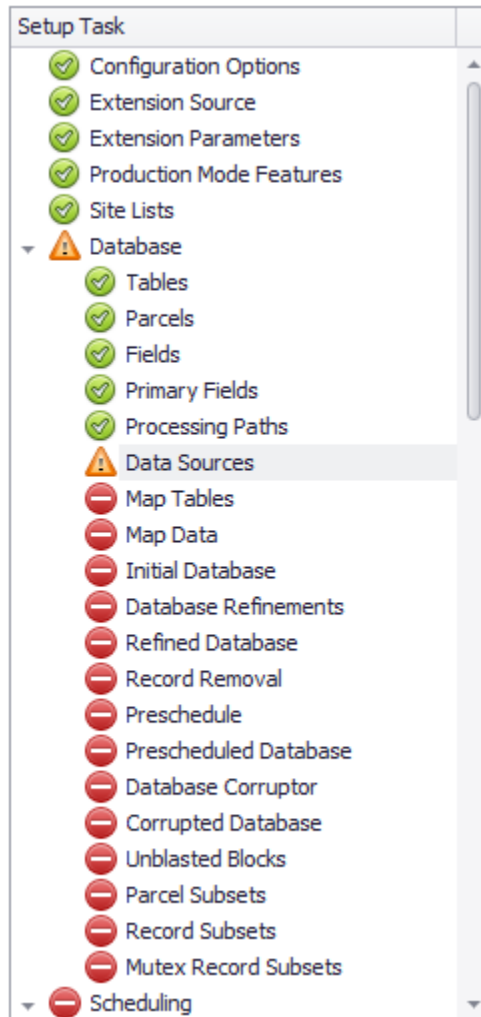 Setup Task
Configuration Options
Extension Source
Extension Parameters
Production Mode Features
Site Lists
Database
Tables
Parcels
Fields
Primary Fields
Processing Paths
Data Sources
Map Tables
Map Data
Initial Database
Database Refinements
Refined Database
Record Removal
Preschedule
Prescheduled Database
Database Corruptor
Corrupted Database
Unblasted Blocks
Parcel Subsets
Record Subsets
Mutex Record Subsets
Scheduling